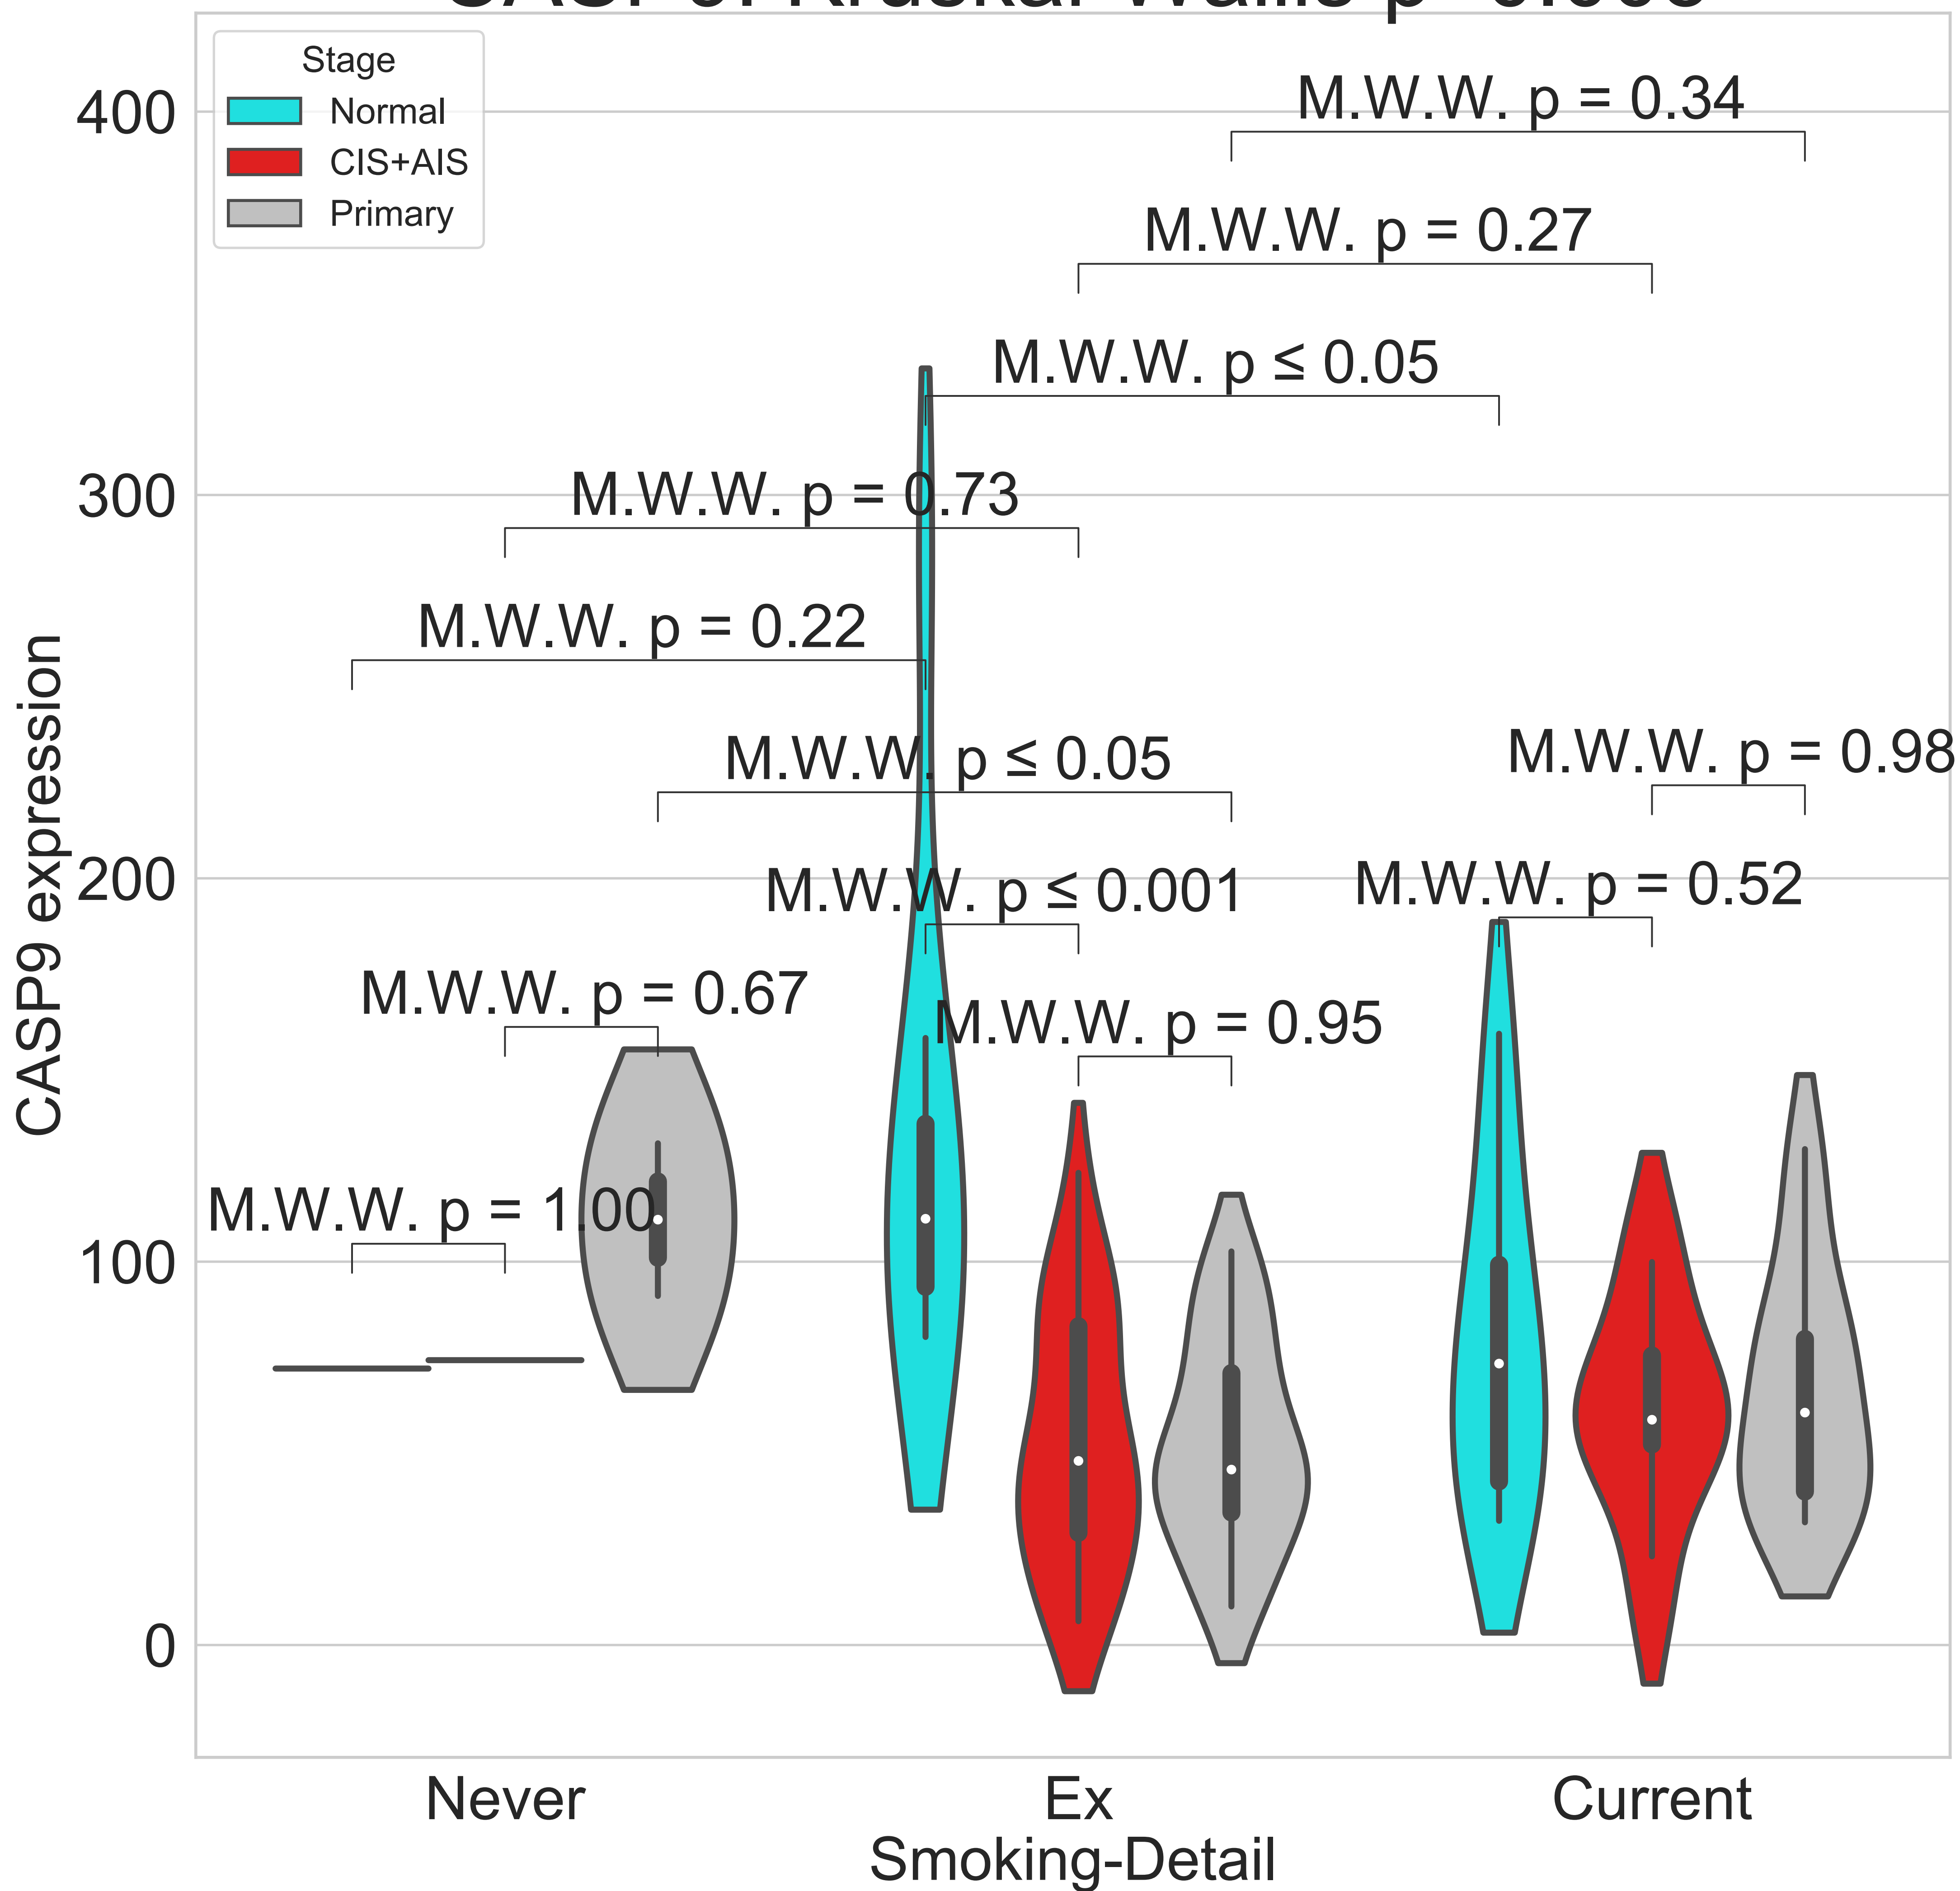 Stage
Normal
CIS+AIS
Primary
400
300
200
100
0
CASP9 expression
M.W.W. p = 0.34
M.W.W. p = 0.27
M.W.W. p ≤ 0.05
M.W.W. p = 0.73
M.W.W. p = 0.22
M.W.W. p ≤ 0.05
M.W.W. p = 0.98
M.W.W. p ≤ 0.001
M.W.W. p = 0.52
M.W.W. p = 0.67
M.W.W. p = 0.95
M.W.W. p = 1.00
Never
Ex
Current
Smoking-Detail